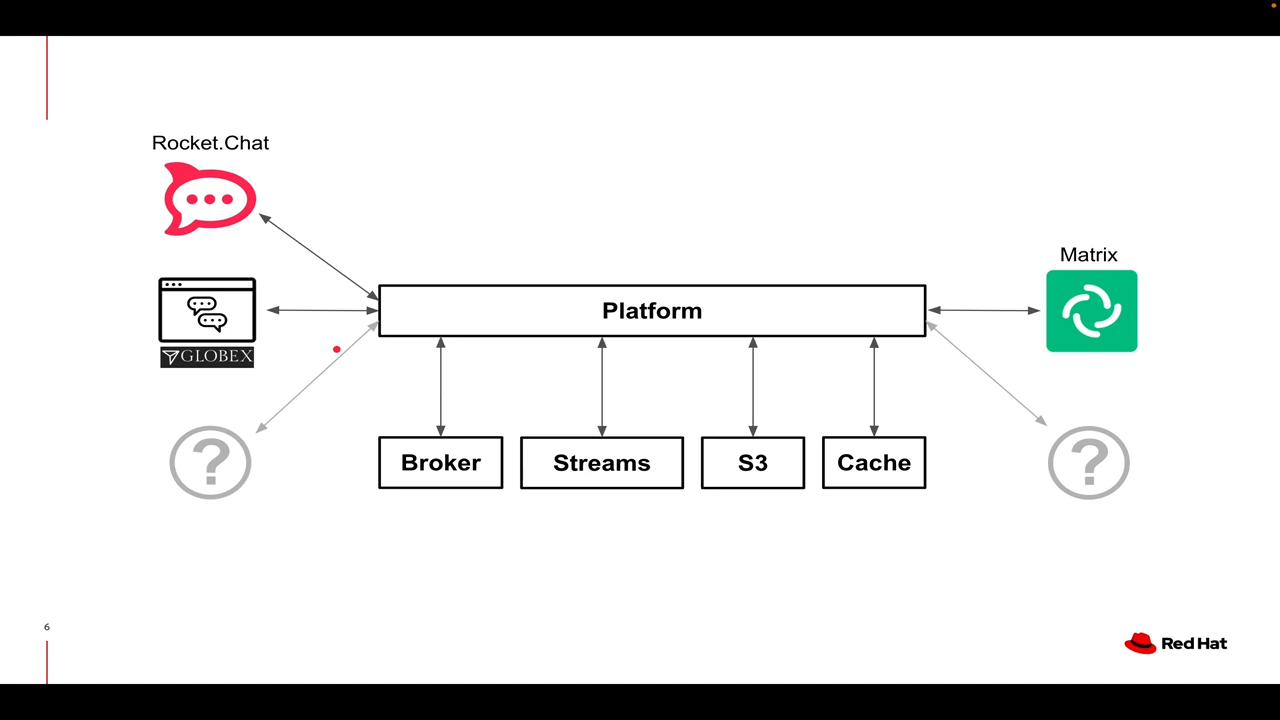 Rocket.Chat
GLOBEX
?
Platform
Broker
Streams
S3
Cache
Matrix
?
6
Red Hat